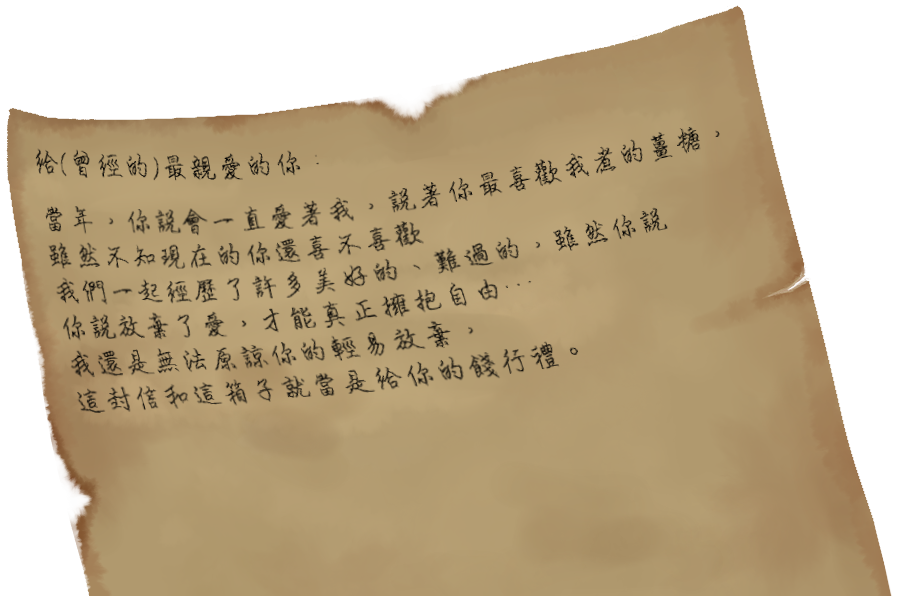 給(曾經的)最親愛的你：
當年，你說會一直愛著我，說著你最喜歡我煮的薑糖，
雖然不知現在的你還喜不喜歡
我們一起經歷了許多美好的、難過的，雖然你說
你說放棄了愛，才能真正擁抱自由…
我還是無法原諒你的輕易放棄，
這封信和這箱子就當是給你的餞行禮。